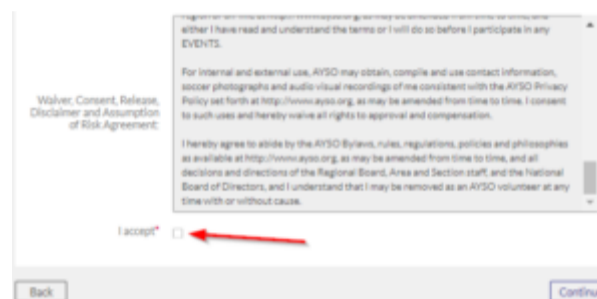 either I have read and understand the terms or I will do so before I participate in any
EVENTS.
For internal and external use, AYSO may obtain, compile and use contact information,
soccer photographs and audio visual recordings of me consistent with the AYSO Privacy
Policy set forth at http://www.ayso.org, as may be amended from time to time. I consent
to such uses and hereby waive all rights to approval and compensation.
Waiver, Consent, Release,
Disclaimer and Assumption
of Risk Agreement:
I hereby agree to abide by the AYSO Bylaws, rules, regulations, policies and philosophies
as available at http://www.ayso.org, as may be amended from time to time, and all
decisions and directions of the Regional Board, Area and Section staff, and the National
Board of Directors, and I understand that I may be removed as an AYSO volunteer at any
time with or without cause.
I accept*
Back
Continu